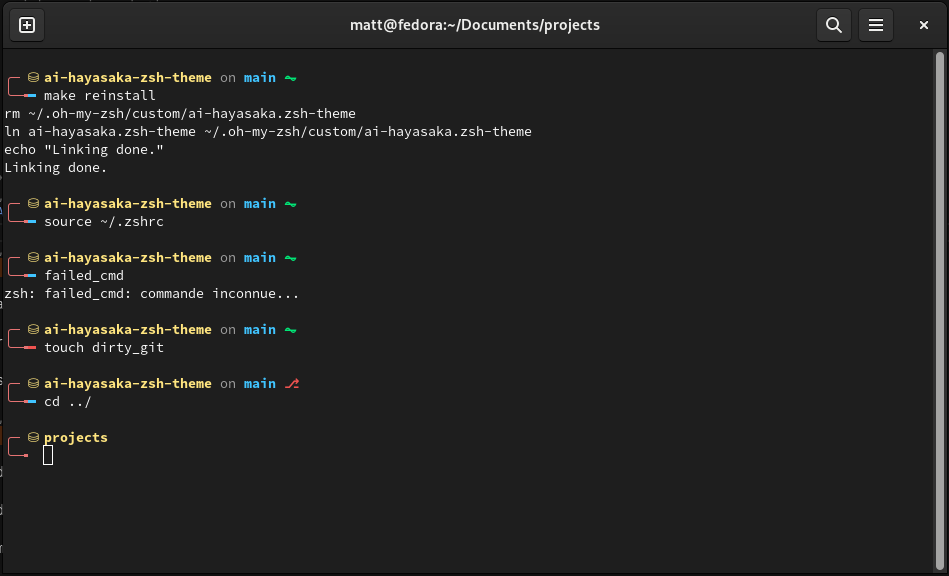 matt@fedora:~/Documents/projects
ai-hayasaka-zsh-theme on main
make reinstall
rm ~/.oh-my-zsh/custom/ai-hayasaka.zsh-theme
ln ai-hayasaka.zsh-theme ~/.oh-my-zsh/custom/ai-hayasaka.zsh-theme
echo "Linking done."
Linking done.
ai-hayasaka-zsh-theme on main
source ~/.zshrc
ai-hayasaka-zsh-theme on main
failed_cmd
zsh: failed_cmd: commande inconnue...
ai-hayasaka-zsh-theme on main
touch dirty_git
ai-hayasaka-zsh-theme on main
cd ../
projects